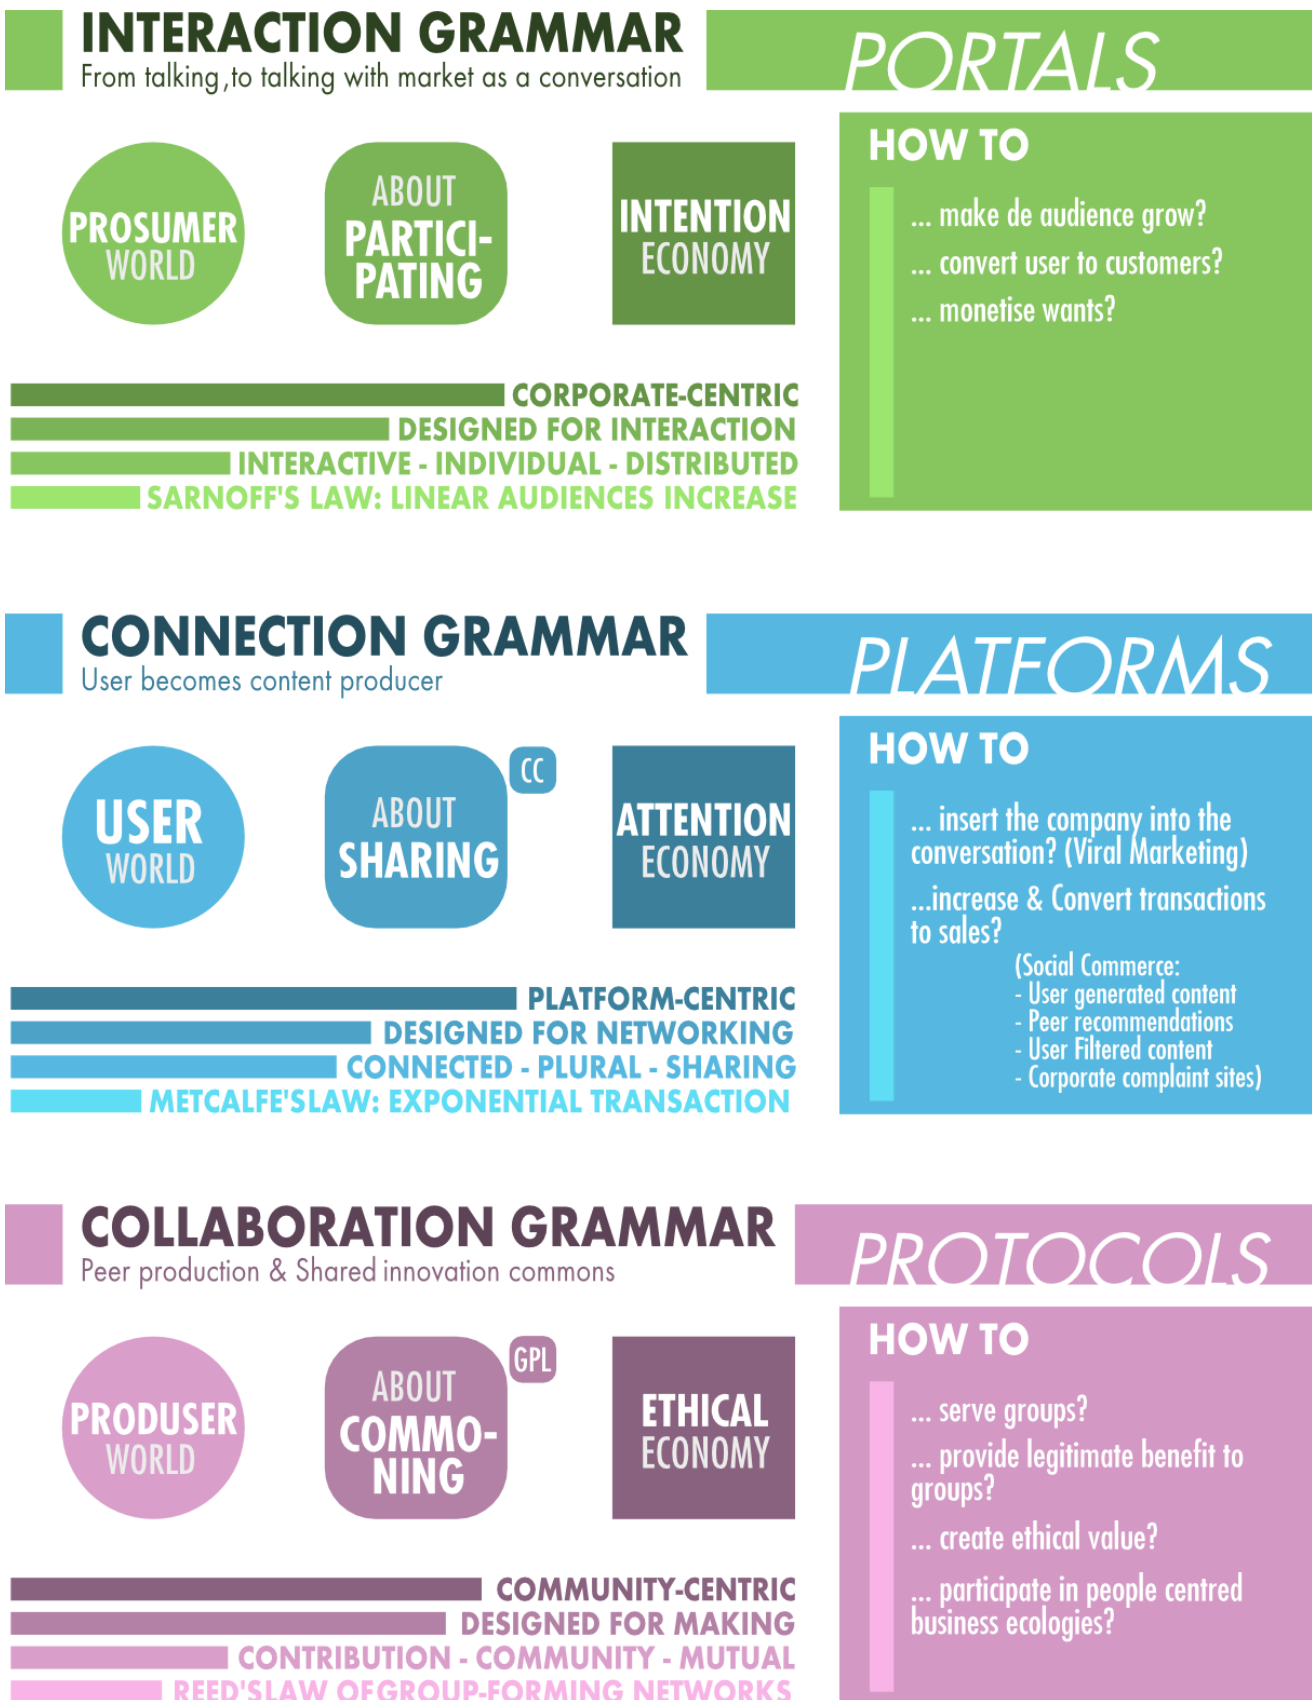 INTERACTION GRAMMAR
From talking,to talking with market as a conversation
PORTALS
PROSUMER
WORLD
ABOUT
PARTICI-
PATING
INTENTION
ECONOMY
CORPORATE-CENTRIC
DESIGNED FOR INTERACTION
INTERACTIVE - INDIVIDUAL - DISTRIBUTED
SARNOFF'S LAW: LINEAR AUDIENCES INCREASE
HOW TO
... make de audience grow?
... convert user to customers?
... monetise wants?
CONNECTION GRAMMAR
User becomes content producer
PLATFORMS
USER
WORLD
ABOUT
SHARING
CC
ATTENTION
ECONOMY
PLATFORM-CENTRIC
DESIGNED FOR NETWORKING
CONNECTED - PLURAL - SHARING
METCALFE'SLAW: EXPONENTIAL TRANSACTION
HOW TO
... insert the company into the
conversation? (Viral Marketing)
...increase & Convert transactions
to sales?
(Social Commerce:
- User generated content
- Peer recommendations
- User Filtered content
- Corporate complaint sites)
COLLABORATION GRAMMAR
Peer production & Shared innovation commons
PROTOCOLS
PRODUSER
WORLD
ABOUT
COMMO-
NING
GPL
ETHICAL
ECONOMY
COMMUNITY-CENTRIC
DESIGNED FOR MAKING
CONTRIBUTION - COMMUNITY - MUTUAL
REED'SLAW OFGROUP-FORMING NETWORKS
HOW TO
... serve groups?
... provide legitimate benefit to
groups?
... create ethical value?
... participate in people centred
business ecologies?